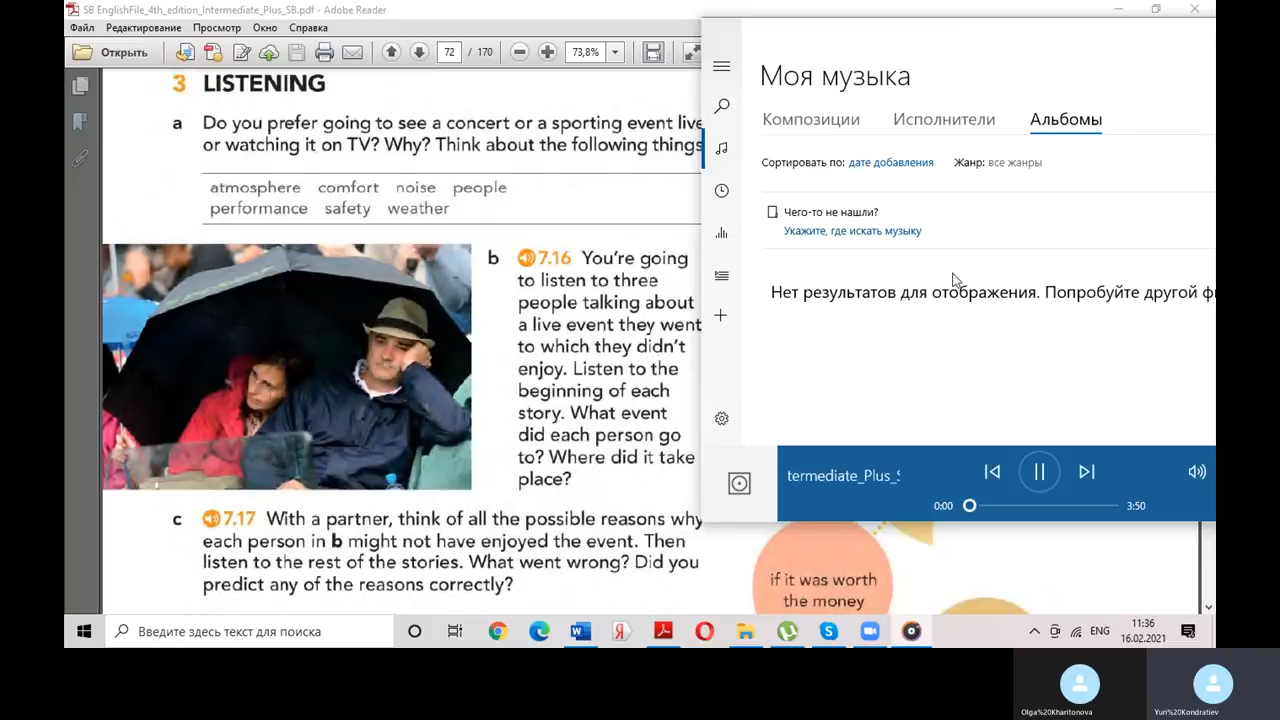 SB EnglishFile_4th_edition_Intermediate_Plus_SB.pdf - Adobe Reader
Файл Редактирование Просмотр Окно Справка
Открыть 72 / 170 73,8%
3 LISTENING
a Do you prefer going to see a concert or a sporting event live
or watching it on TV? Why? Think about the following things
atmosphere comfort noise people
performance safety weather
b 7.16 You're going
to listen to three
people talking about
a live event they went
to which they didn't
enjoy. Listen to the
beginning of each
story. What event
did each person go
to? Where did it take
place?
c 7.17 With a partner, think of all the possible reasons why
each person in b might not have enjoyed the event. Then
listen to the rest of the stories. What went wrong? Did you
predict any of the reasons correctly?
if it was worth
the money
Моя музыка
Композиции Исполнители Альбомы
Сортировать по: дате добавления Жанр: все жанры
Чего-то не нашли?
Укажите, где искать музыку
Нет результатов для отображения. Попробуйте другой ф
termediate_Plus_S
0:00 3:50
Введите здесь текст для поиска
ENG
11:36
16.02.2021
Olga%20Kharitonova
Yuri%20Kondratiev